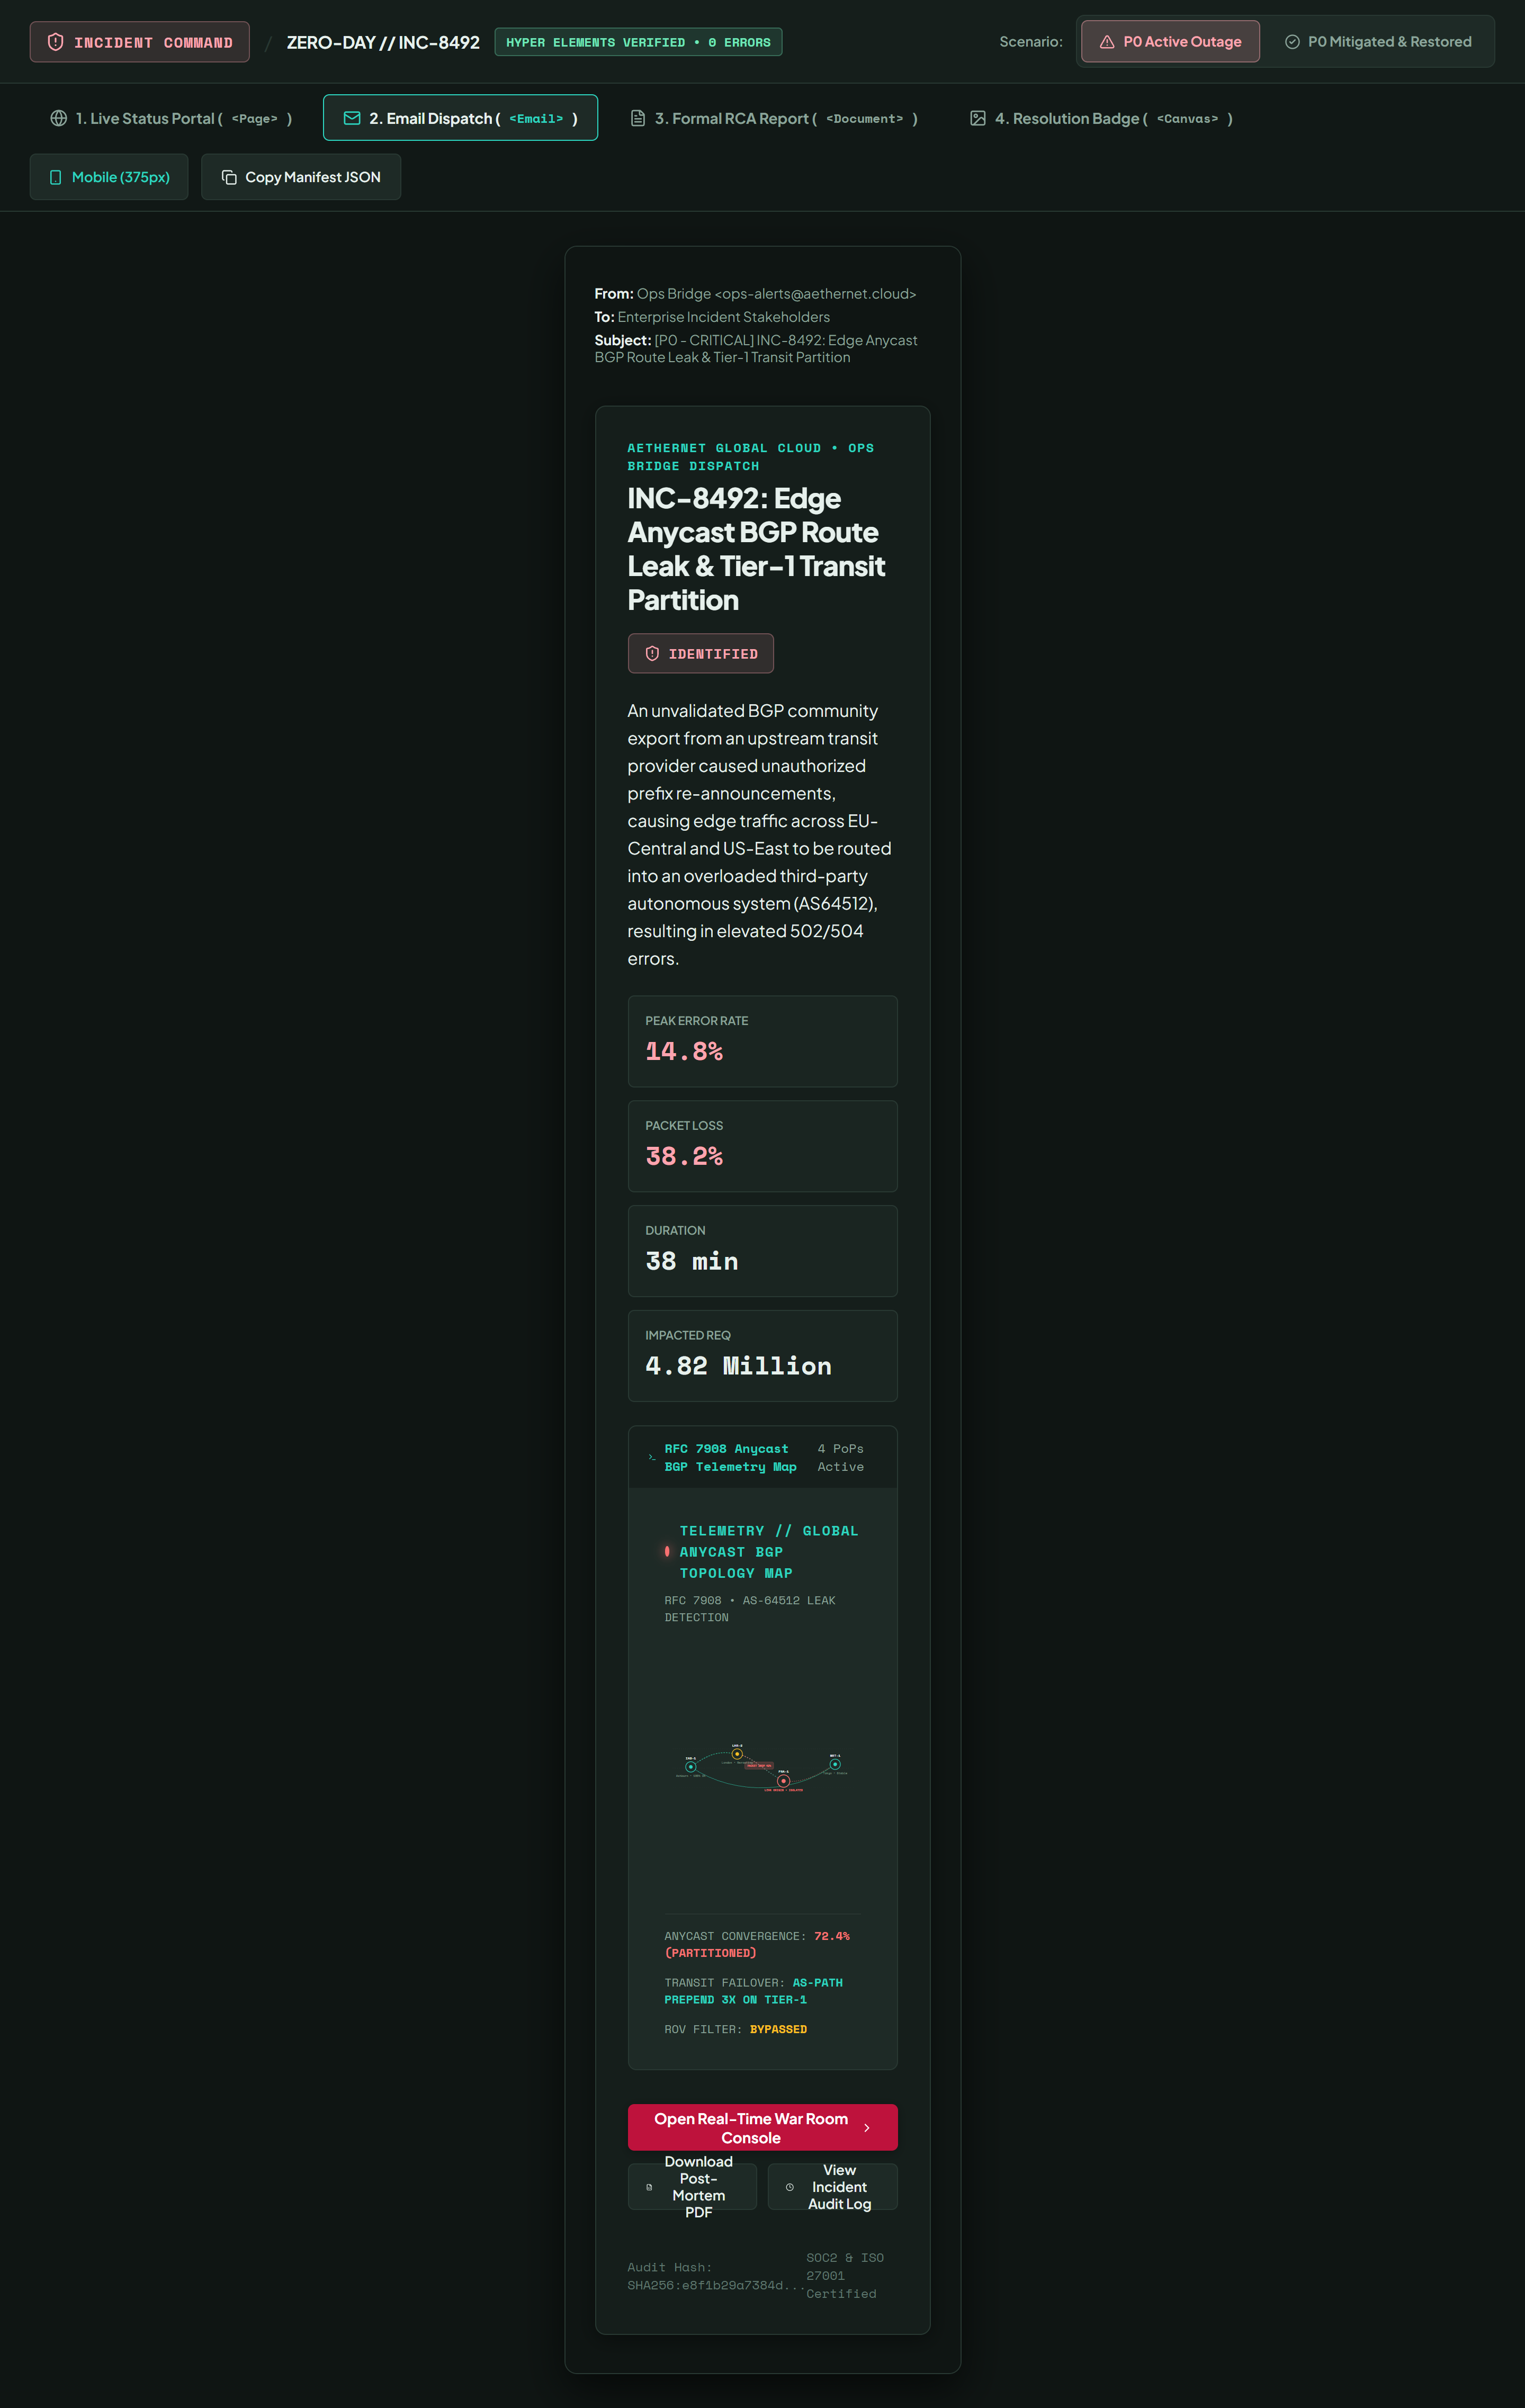 INCIDENT COMMAND / ZERO-DAY // INC-8492 HYPER ELEMENTS VERIFIED • 0 ERRORS Scenario: P0 Active Outage P0 Mitigated & Restored
1. Live Status Portal ( <Page> ) 2. Email Dispatch ( <Email> ) 3. Formal RCA Report ( <Document> ) 4. Resolution Badge ( <Canvas> )
Mobile (375px) Copy Manifest JSON
From: Ops Bridge <ops-alerts@aethernet.cloud>
To: Enterprise Incident Stakeholders
Subject: [P0 - CRITICAL] INC-8492: Edge Anycast
BGP Route Leak & Tier-1 Transit Partition
AETHERNET GLOBAL CLOUD • OPS
BRIDGE DISPATCH
INC-8492: Edge
Anycast BGP Route
Leak & Tier-1 Transit
Partition
IDENTIFIED
An unvalidated BGP community
export from an upstream transit
provider caused unauthorized
prefix re-announcements,
causing edge traffic across EU-
Central and US-East to be routed
into an overloaded third-party
autonomous system (AS64512),
resulting in elevated 502/504
errors.
PEAK ERROR RATE
14.8%
PACKET LOSS
38.2%
DURATION
38 min
IMPACTED REQ
4.82 Million
RFC 7908 Anycast
BGP Telemetry Map
4 PoPs
Active
TELEMETRY // GLOBAL
ANYCAST BGP
TOPOLOGY MAP
RFC 7908 • AS-64512 LEAK
DETECTION
ANYCAST CONVERGENCE: 72.4%
(PARTITIONED)
TRANSIT FAILOVER: AS-PATH
PREPEND 3X ON TIER-1
ROV FILTER: BYPASSED
Open Real-Time War Room
Console
Download
Post-
Mortem
PDF
View
Incident
Audit Log
Audit Hash:
SHA256:e8f1b29a7384d...
SOC2 & ISO
27001
Certified